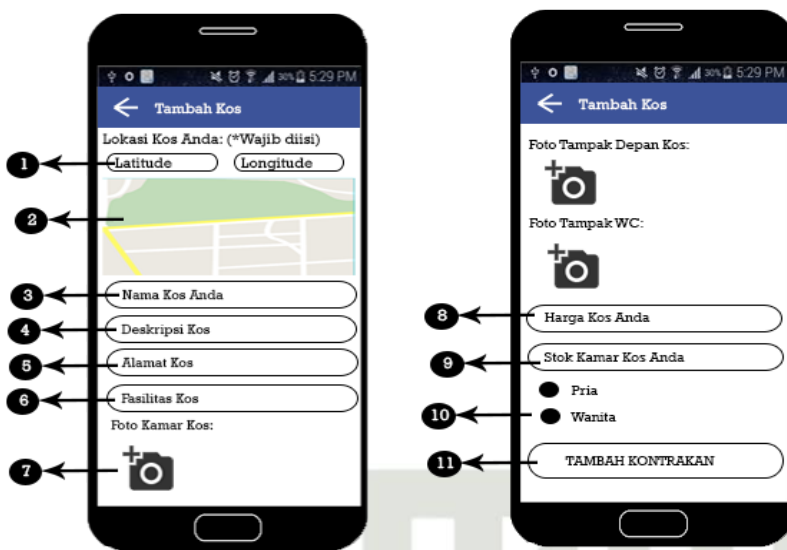 30% 5:29 PM
Tambah Kos
Lokasi Kos Anda: (*Wajib diisi)
1
Latitude
Longitude
2
3
Nama Kos Anda
4
Deskripsi Kos
5
Alamat Kos
6
Fasilitas Kos
Foto Kamar Kos:
7
30% 5:29 PM
Tambah Kos
Foto Tampak Depan Kos:
Foto Tampak WC:
8
Harga Kos Anda
9
Stok Kamar Kos Anda
Pria
10
Wanita
11
TAMBAH KONTRAKAN